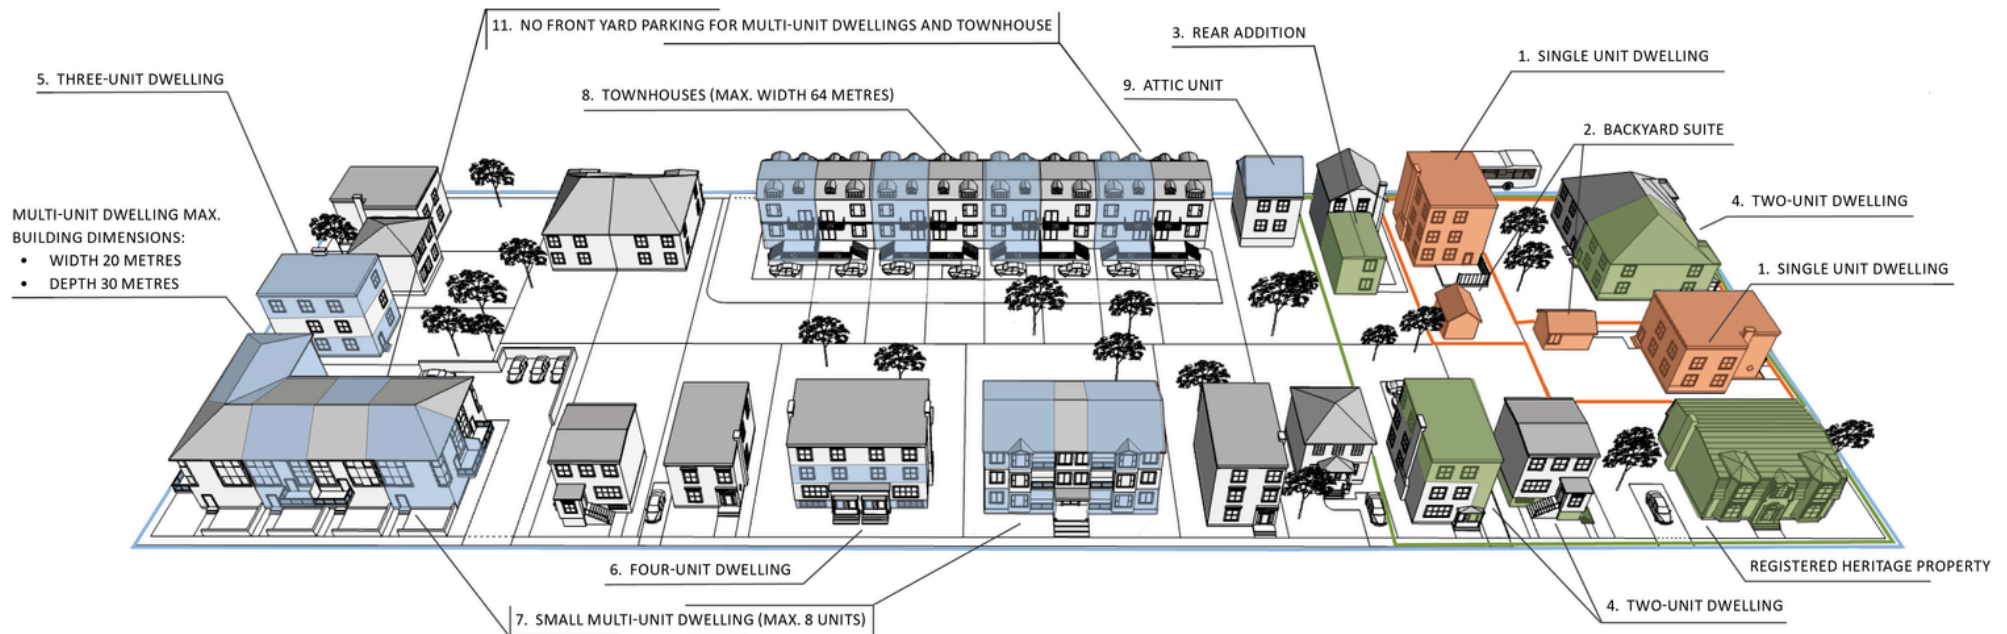 11. NO FRONT YARD PARKING FOR MULTI-UNIT DWELLINGS AND TOWNHOUSE
3. REAR ADDITION
1. SINGLE UNIT DWELLING
5. THREE-UNIT DWELLING
8. TOWNHOUSES (MAX. WIDTH 64 METRES)
9. ATTIC UNIT
2. BACKYARD SUITE
MULTI-UNIT DWELLING MAX.
BUILDING DIMENSIONS:
• WIDTH 20 METRES
• DEPTH 30 METRES
4. TWO-UNIT DWELLING
1. SINGLE UNIT DWELLING
6. FOUR-UNIT DWELLING
REGISTERED HERITAGE PROPERTY
7. SMALL MULTI-UNIT DWELLING (MAX. 8 UNITS)
4. TWO-UNIT DWELLING